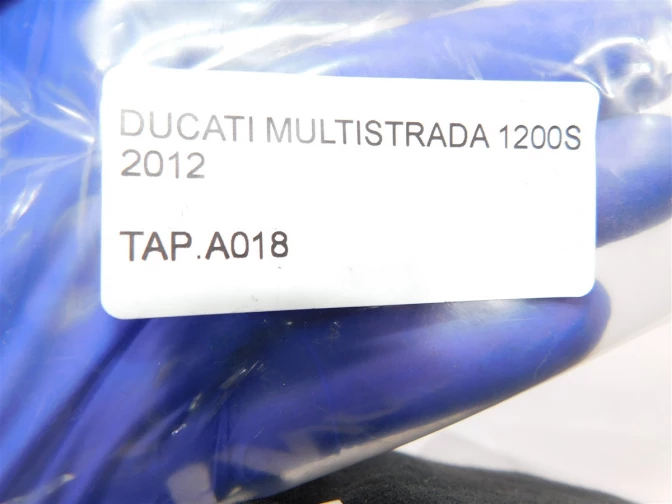 DUCATI MULTISTRADA 1200S
2012
TAP.A018